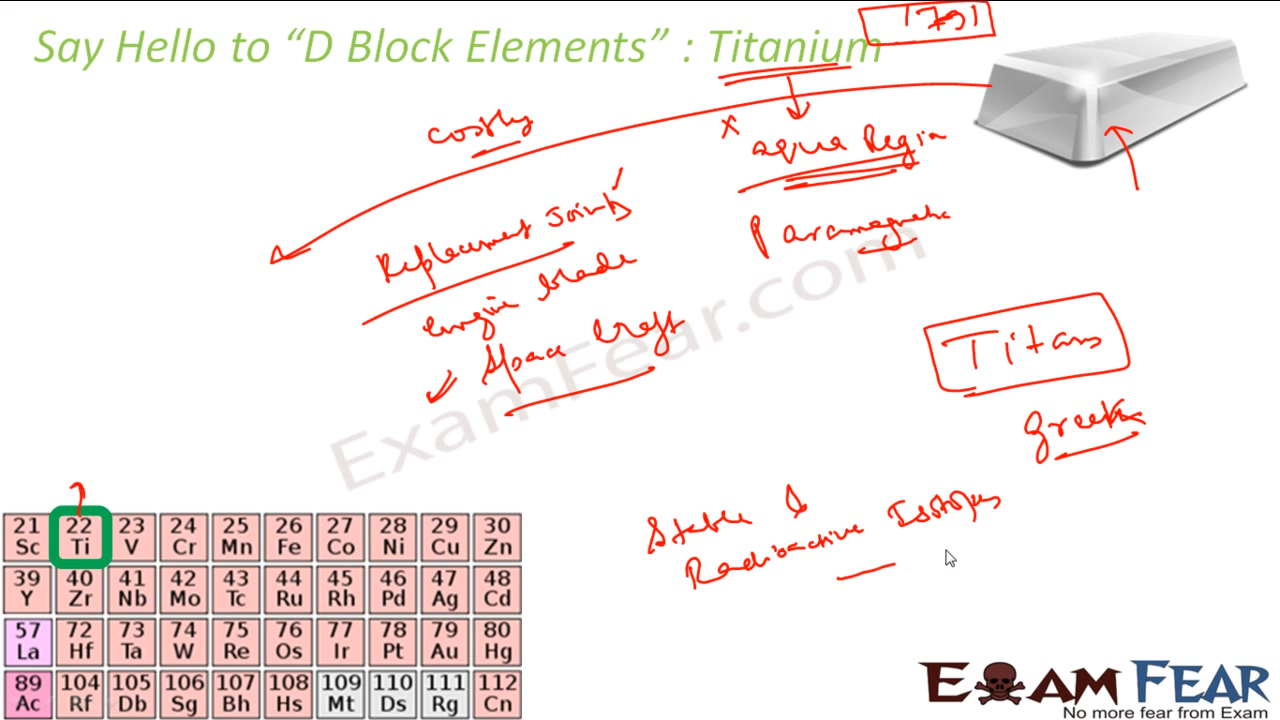 1791
Say Hello to “D Block Elements” : Titanium
costly
x
aqua Regia
Replacement Joints
Paramagnetic
engine blade
Space Craft
Titans
Greek
ExamFear.com
Stable &
Radioactive Isotopes
21 22 23 24 25 26 27 28 29 30
Sc Ti V Cr Mn Fe Co Ni Cu Zn
39 40 41 42 43 44 45 46 47 48
Y Zr Nb Mo Tc Ru Rh Pd Ag Cd
57 72 73 74 75 76 77 78 79 80
La Hf Ta W Re Os Ir Pt Au Hg
89 104 105 106 107 108 109 110 111 112
Ac Rf Db Sg Bh Hs Mt Ds Rg Cn
EXAM FEAR
No more fear from Exam